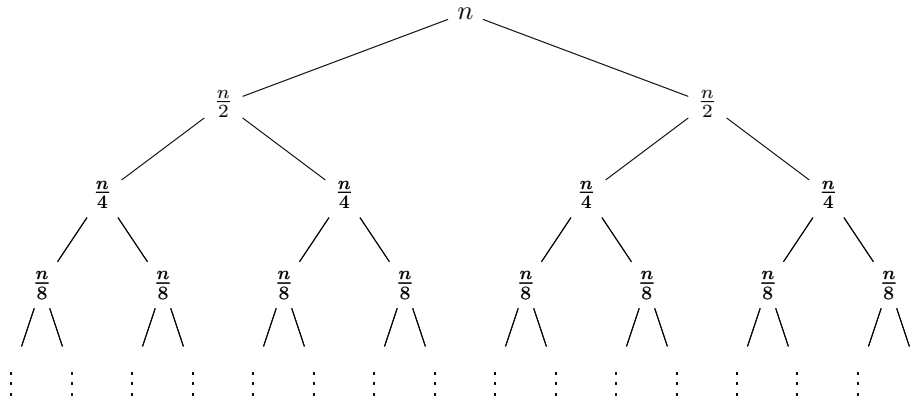 n
n/2 n/2
n/4 n/4 n/4 n/4
n/8 n/8 n/8 n/8 n/8 n/8 n/8 n/8
⋮ ⋮ ⋮ ⋮ ⋮ ⋮ ⋮ ⋮ ⋮ ⋮ ⋮ ⋮ ⋮ ⋮ ⋮